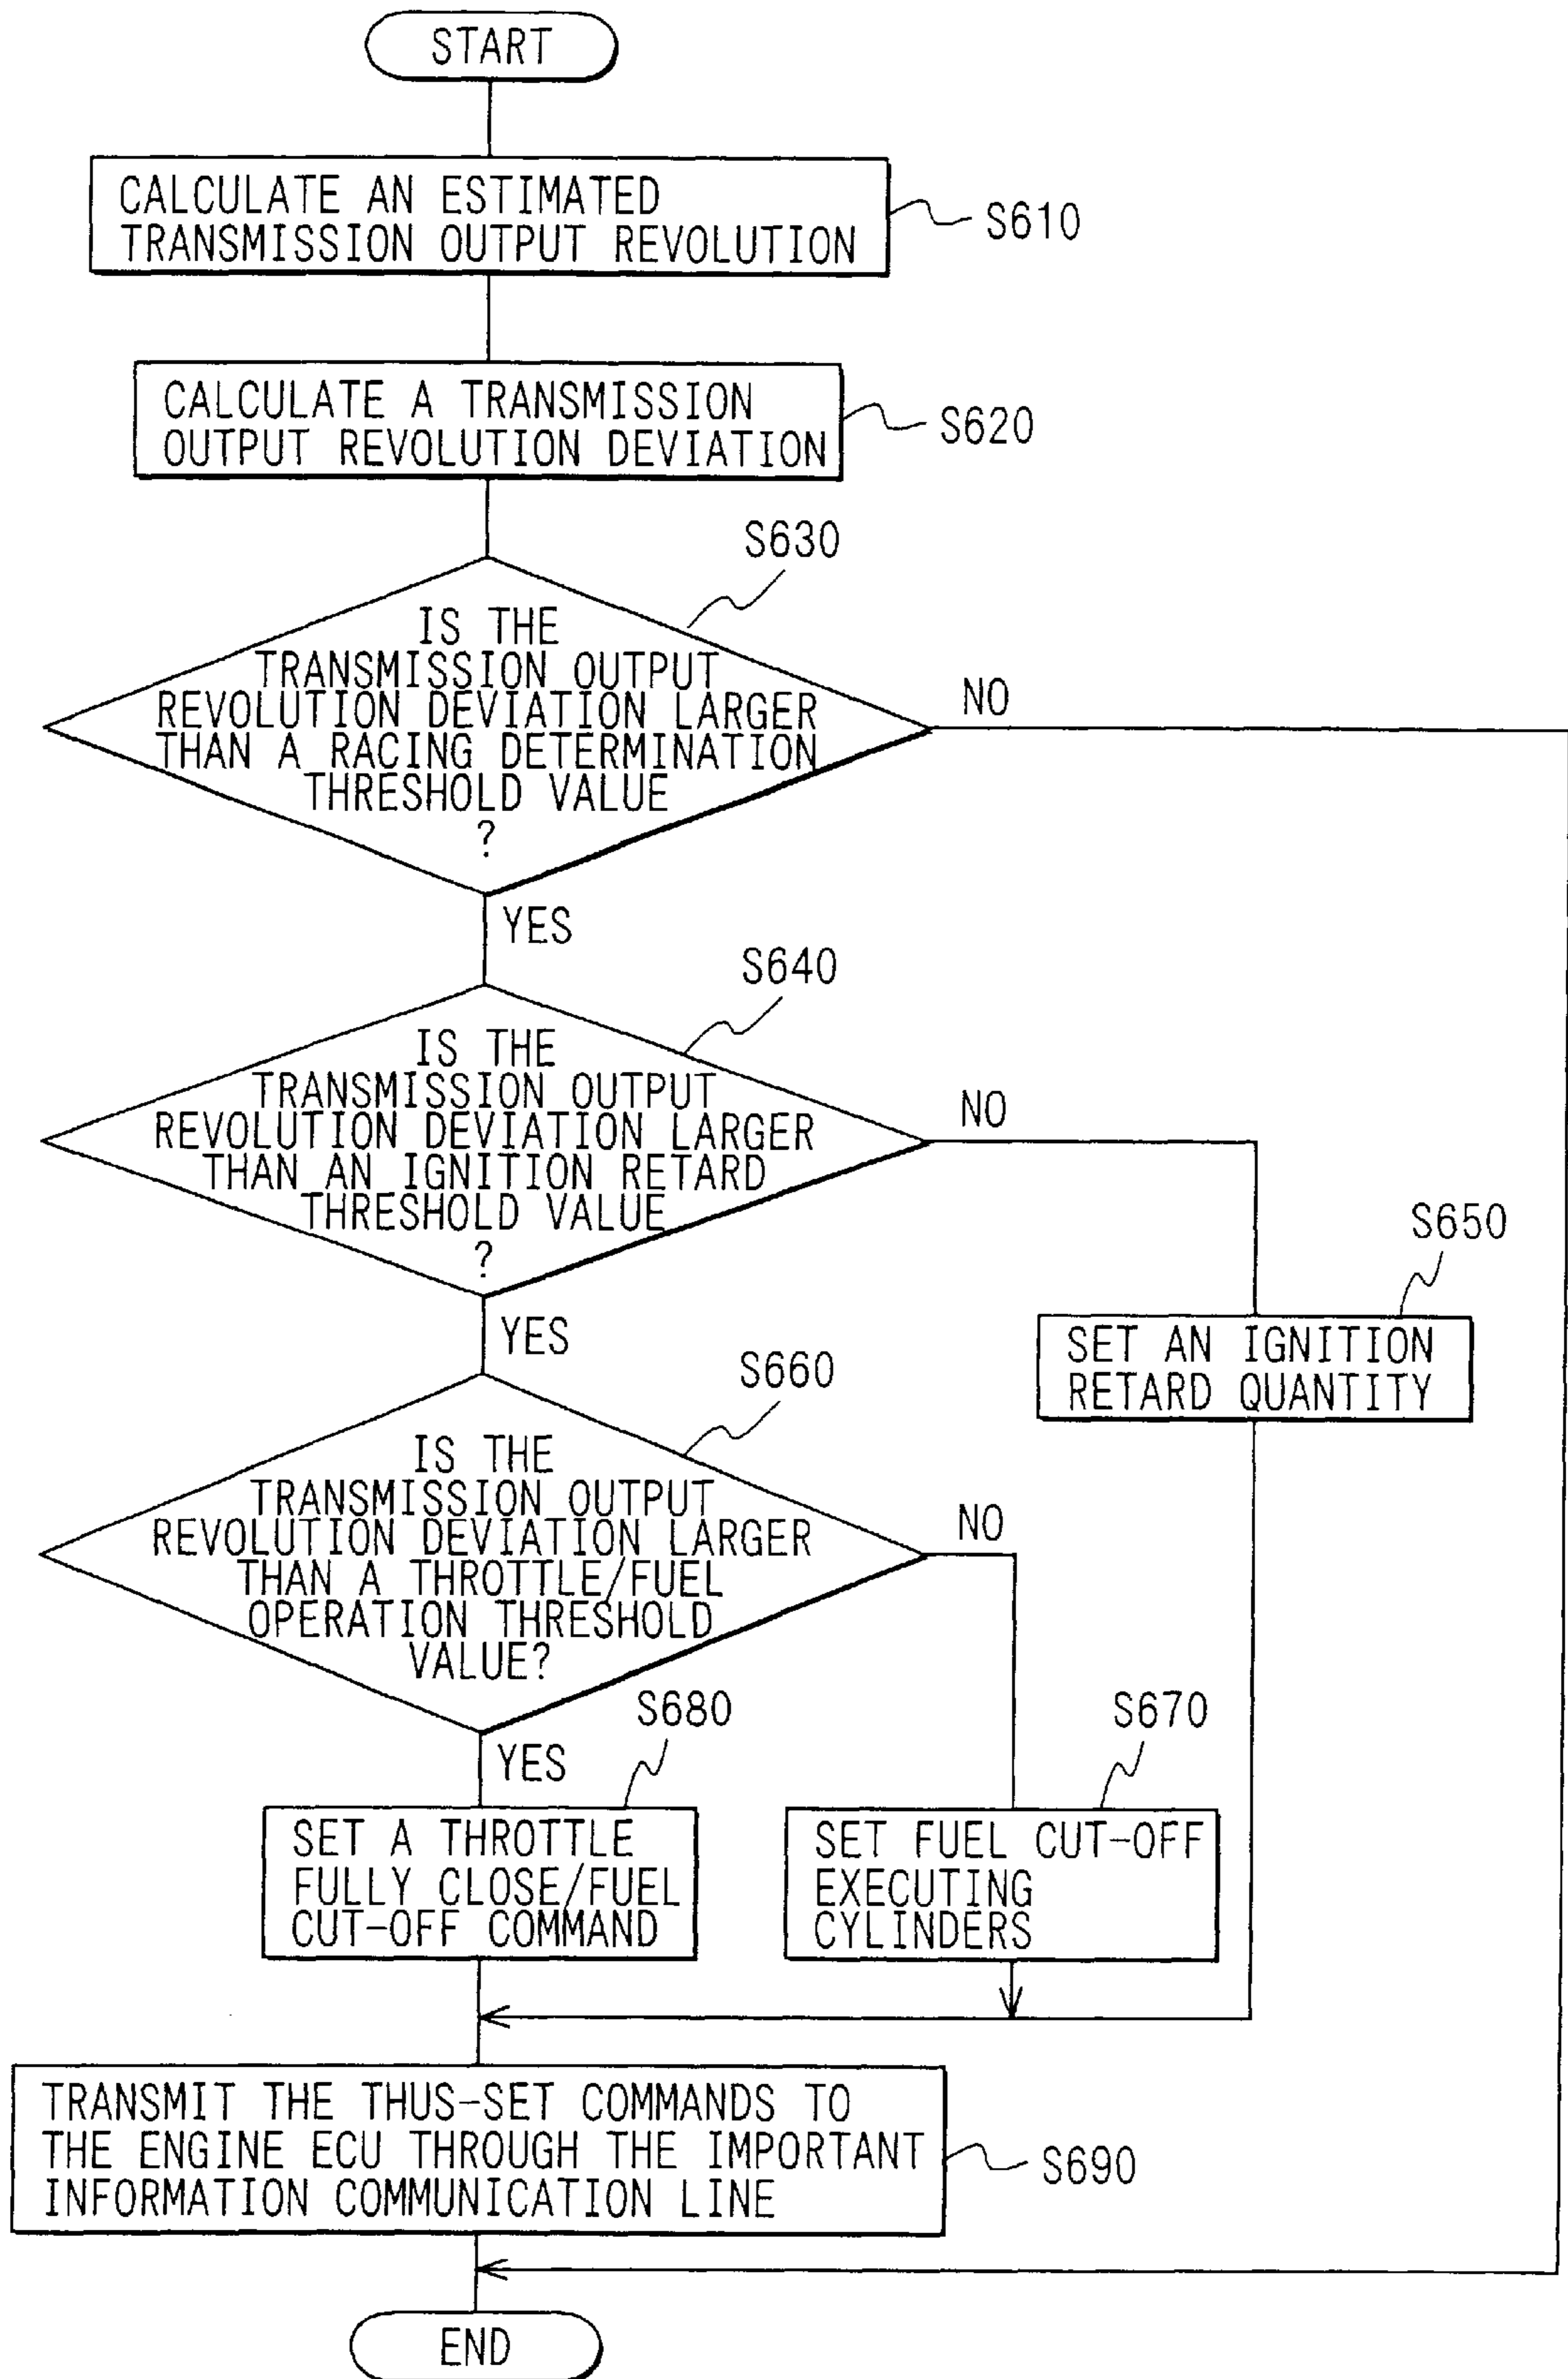 START
CALCULATE AN ESTIMATED
TRANSMISSION OUTPUT REVOLUTION
S610
CALCULATE A TRANSMISSION
OUTPUT REVOLUTION DEVIATION
S620
S630
IS THE
TRANSMISSION OUTPUT
REVOLUTION DEVIATION LARGER
THAN A RACING DETERMINATION
THRESHOLD VALUE
?
NO
YES
S640
IS THE
TRANSMISSION OUTPUT
REVOLUTION DEVIATION LARGER
THAN AN IGNITION RETARD
THRESHOLD VALUE
?
NO
YES
S650
SET AN IGNITION
RETARD QUANTITY
S660
IS THE
TRANSMISSION OUTPUT
REVOLUTION DEVIATION LARGER
THAN A THROTTLE/FUEL
OPERATION THRESHOLD
VALUE?
NO
YES
S680
SET A THROTTLE
FULLY CLOSE/FUEL
CUT-OFF COMMAND
S670
SET FUEL CUT-OFF
EXECUTING
CYLINDERS
TRANSMIT THE THUS-SET COMMANDS TO
THE ENGINE ECU THROUGH THE IMPORTANT
INFORMATION COMMUNICATION LINE
S690
END